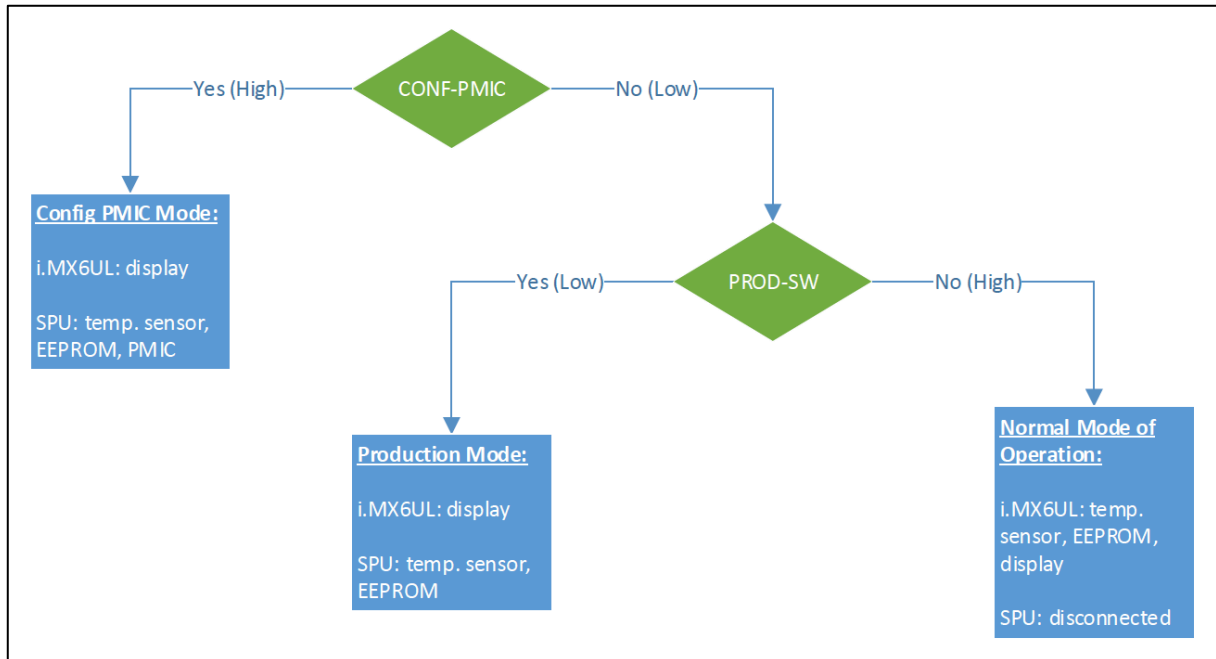 CONF-PMIC
Yes (High)
No (Low)
Config PMIC Mode:
i.MX6UL: display
SPU: temp. sensor,
EEPROM, PMIC
PROD-SW
Yes (Low)
No (High)
Production Mode:
i.MX6UL: display
SPU: temp. sensor,
EEPROM
Normal Mode of
Operation:
i.MX6UL: temp.
sensor, EEPROM,
display
SPU: disconnected